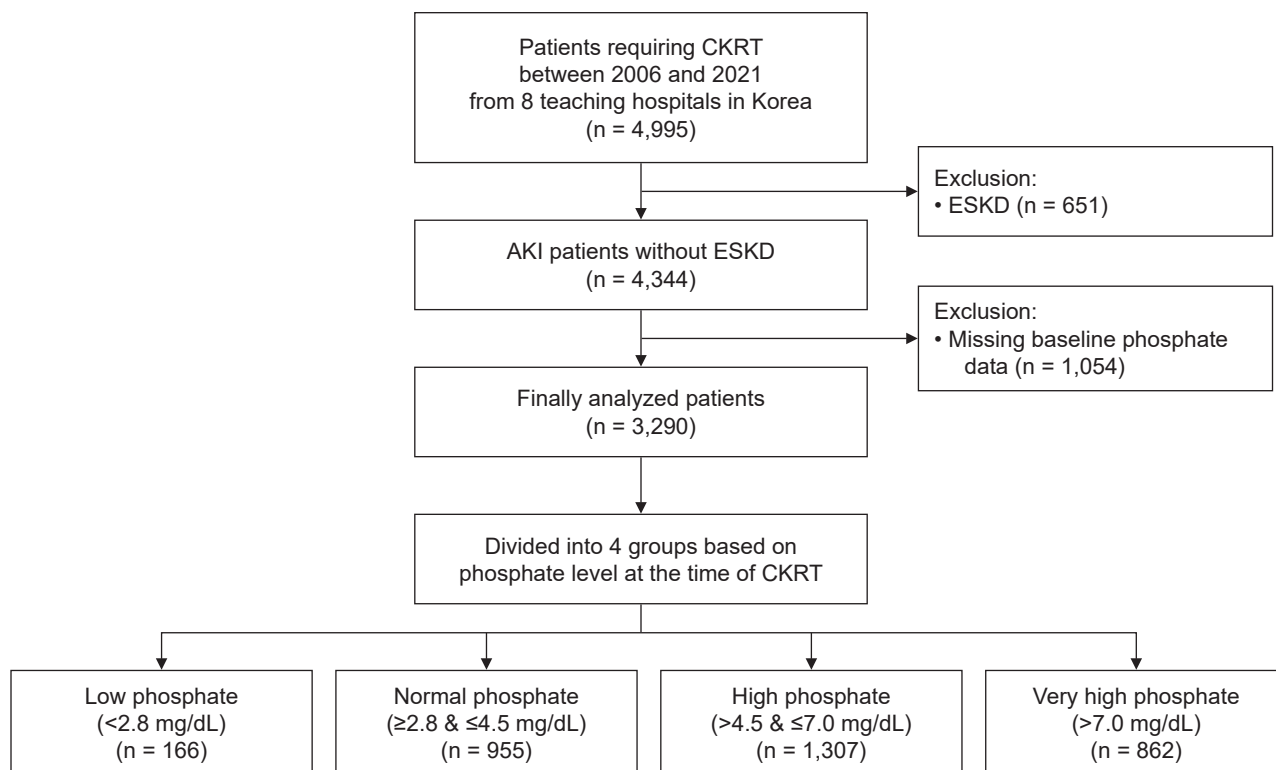 Patients requiring CKRT
between 2006 and 2021
from 8 teaching hospitals in Korea
(n = 4,995)
Exclusion:
• ESKD (n = 651)
AKI patients without ESKD
(n = 4,344)
Exclusion:
• Missing baseline phosphate
data (n = 1,054)
Finally analyzed patients
(n = 3,290)
Divided into 4 groups based on
phosphate level at the time of CKRT
Low phosphate
(<2.8 mg/dL)
(n = 166)
Normal phosphate
(≥2.8 & ≤4.5 mg/dL)
(n = 955)
High phosphate
(>4.5 & ≤7.0 mg/dL)
(n = 1,307)
Very high phosphate
(>7.0 mg/dL)
(n = 862)